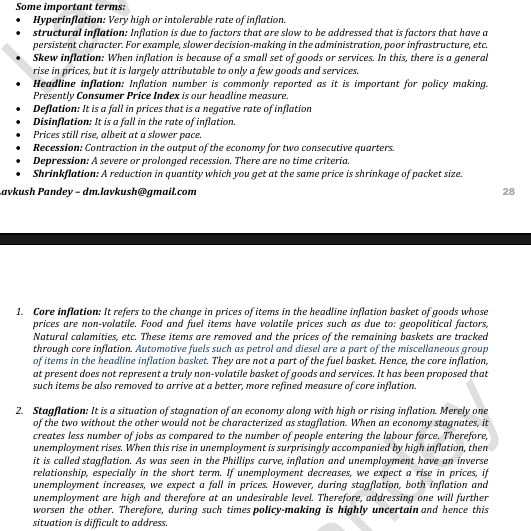 Some important terms:
• Hyperinflation: Very high or intolerable rate of inflation.
• structural inflation: Inflation is due to factors that are slow to be addressed that is factors that have a
persistent character. For example, slower decision-making in the administration, poor infrastructure, etc.
• Skew inflation: When inflation is because of a small set of goods or services. In this, there is a general
rise in prices, but it is largely attributable to only a few goods and services.
• Headline inflation: Inflation number is commonly reported as it is important for policy making.
Presently Consumer Price Index is our headline measure.
• Deflation: It is a fall in prices that is a negative rate of inflation
• Disinflation: It is a fall in the rate of inflation.
• Prices still rise, albeit at a slower pace.
• Recession: Contraction in the output of the economy for two consecutive quarters.
• Depression: A severe or prolonged recession. There are no time criteria.
• Shrinkflation: A reduction in quantity which you get at the same price is shrinkage of packet size.
avkush Pandey – dm.lavkush@gmail.com 28
1. Core inflation: It refers to the change in prices of items in the headline inflation basket of goods whose
prices are non-volatile. Food and fuel items have volatile prices such as due to: geopolitical factors,
Natural calamities, etc. These items are removed and the prices of the remaining baskets are tracked
through core inflation. Automotive fuels such as petrol and diesel are a part of the miscellaneous group
of items in the headline inflation basket. They are not a part of the fuel basket. Hence, the core inflation,
at present does not represent a truly non-volatile basket of goods and services. It has been proposed that
such items be also removed to arrive at a better, more refined measure of core inflation.
2. Stagflation: It is a situation of stagnation of an economy along with high or rising inflation. Merely one
of the two without the other would not be characterized as stagflation. When an economy stagnates, it
creates less number of jobs as compared to the number of people entering the labour force. Therefore,
unemployment rises. When this rise in unemployment is surprisingly accompanied by high inflation, then
it is called stagflation. As was seen in the Phillips curve, inflation and unemployment have an inverse
relationship, especially in the short term. If unemployment decreases, we expect a rise in prices, if
unemployment increases, we expect a fall in prices. However, during stagflation, both inflation and
unemployment are high and therefore at an undesirable level. Therefore, addressing one will further
worsen the other. Therefore, during such times policy-making is highly uncertain and hence this
situation is difficult to address.